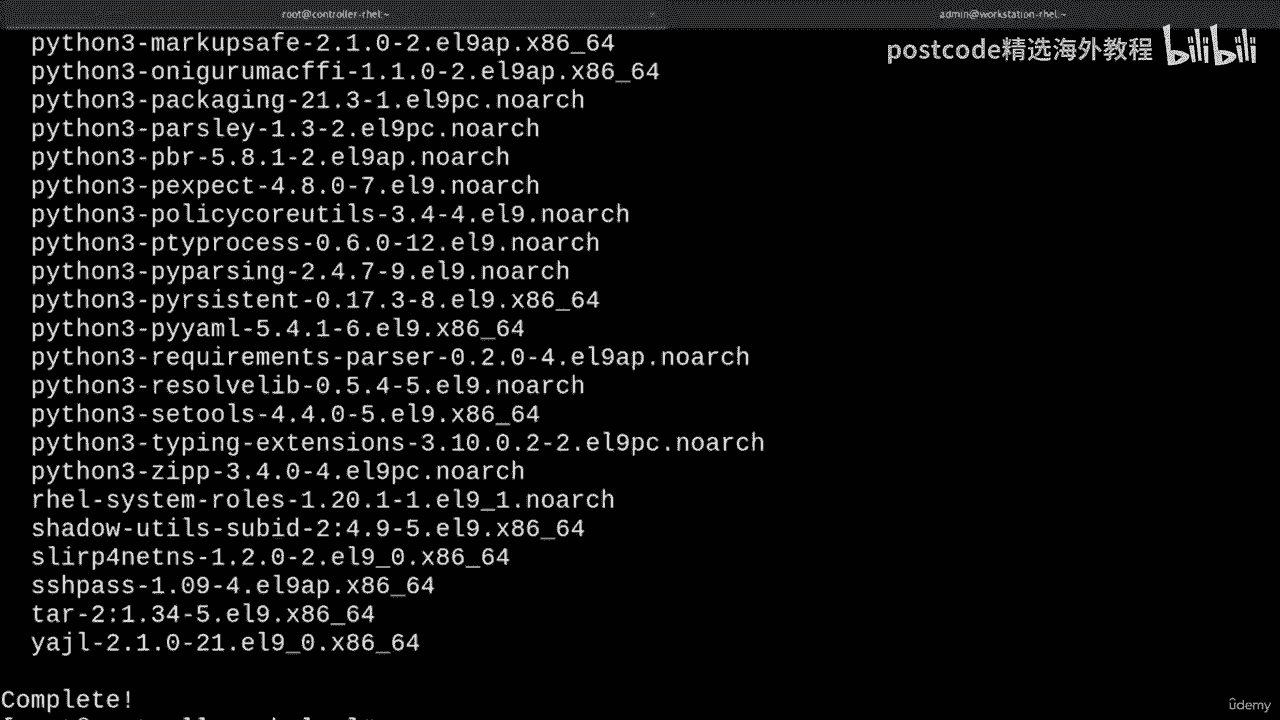 root@controller-rhel:~
admin@workstation-rhel:~
postcode精选海外教程 bilibili
python3-markupsafe-2.1.0-2.el9ap.x86_64
python3-onigurumacffi-1.1.0-2.el9ap.x86_64
python3-packaging-21.3-1.el9pc.noarch
python3-parsley-1.3-2.el9pc.noarch
python3-pbr-5.8.1-2.el9ap.noarch
python3-pexpect-4.8.0-7.el9.noarch
python3-policycoreutils-3.4-4.el9.noarch
python3-ptyprocess-0.6.0-12.el9.noarch
python3-pyparsing-2.4.7-9.el9.noarch
python3-pyrsistent-0.17.3-8.el9.x86_64
python3-pyyaml-5.4.1-6.el9.x86_64
python3-requirements-parser-0.2.0-4.el9ap.noarch
python3-resolvelib-0.5.4-5.el9.noarch
python3-setools-4.4.0-5.el9.x86_64
python3-typing-extensions-3.10.0.2-2.el9pc.noarch
python3-zipp-3.4.0-4.el9pc.noarch
rhel-system-roles-1.20.1-1.el9_1.noarch
shadow-utils-subid-2:4.9-5.el9.x86_64
slirp4netns-1.2.0-2.el9_0.x86_64
sshpass-1.09-4.el9ap.x86_64
tar-2:1.34-5.el9.x86_64
yajl-2.1.0-21.el9_0.x86_64
Complete!
ûdemy